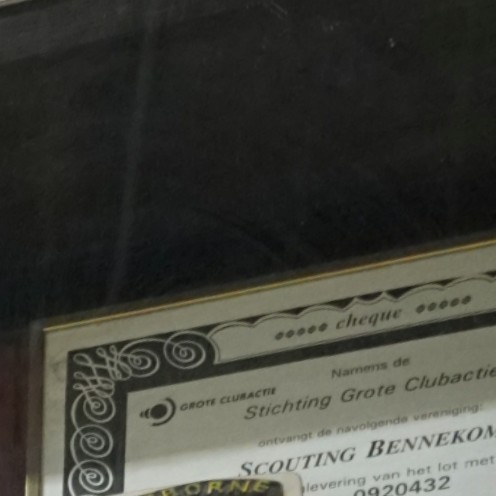 cheque
Namens de
GROTE CLUBACTIE
Stichting Grote Clubactie
ontvangt de navolgende vereniging:
SCOUTING BENNEKOM
levering van het lot met
0920432